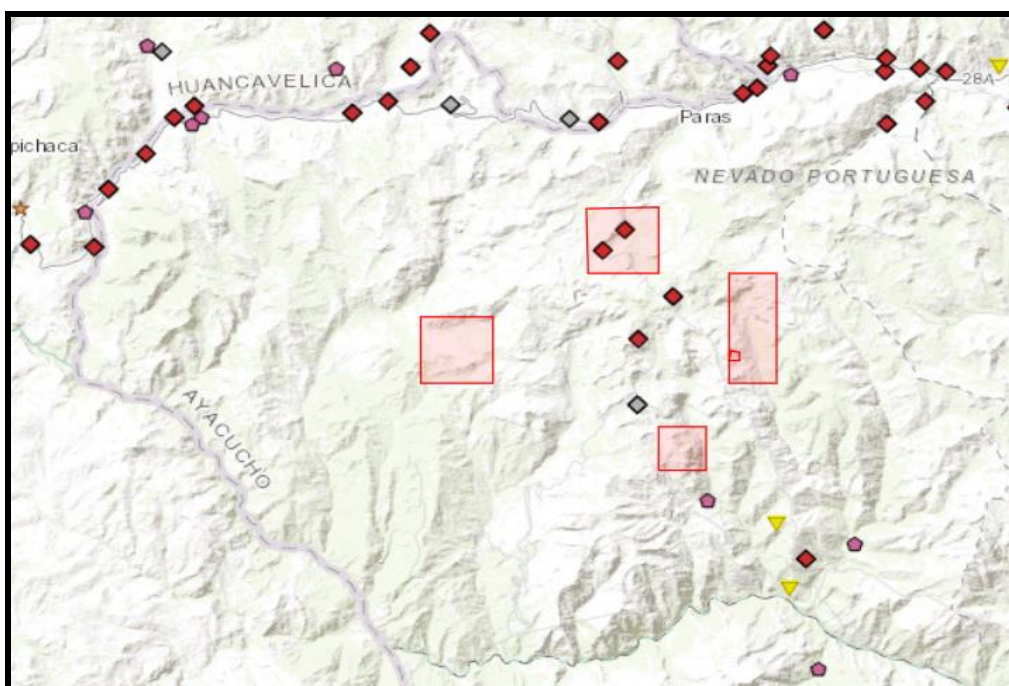 HUANCAVELICA
28A
Paras
pichaca
NEVADO PORTUGUESA
AYACUCHO